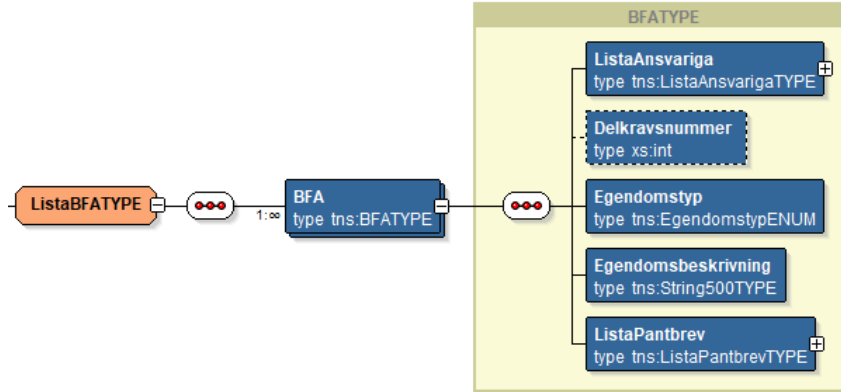 BFATYPE
ListaAnsvariga
type tns:ListaAnsvarigaTYPE
Delkravsnummer
type xs:int
ListaBFATYPE
BFA
type tns:BFATYPE
1:∞
Egendomstyp
type tns:EgendomstypENUM
Egendomsbeskrivning
type tns:String500TYPE
ListaPantbrev
type tns:ListaPantbrevTYPE